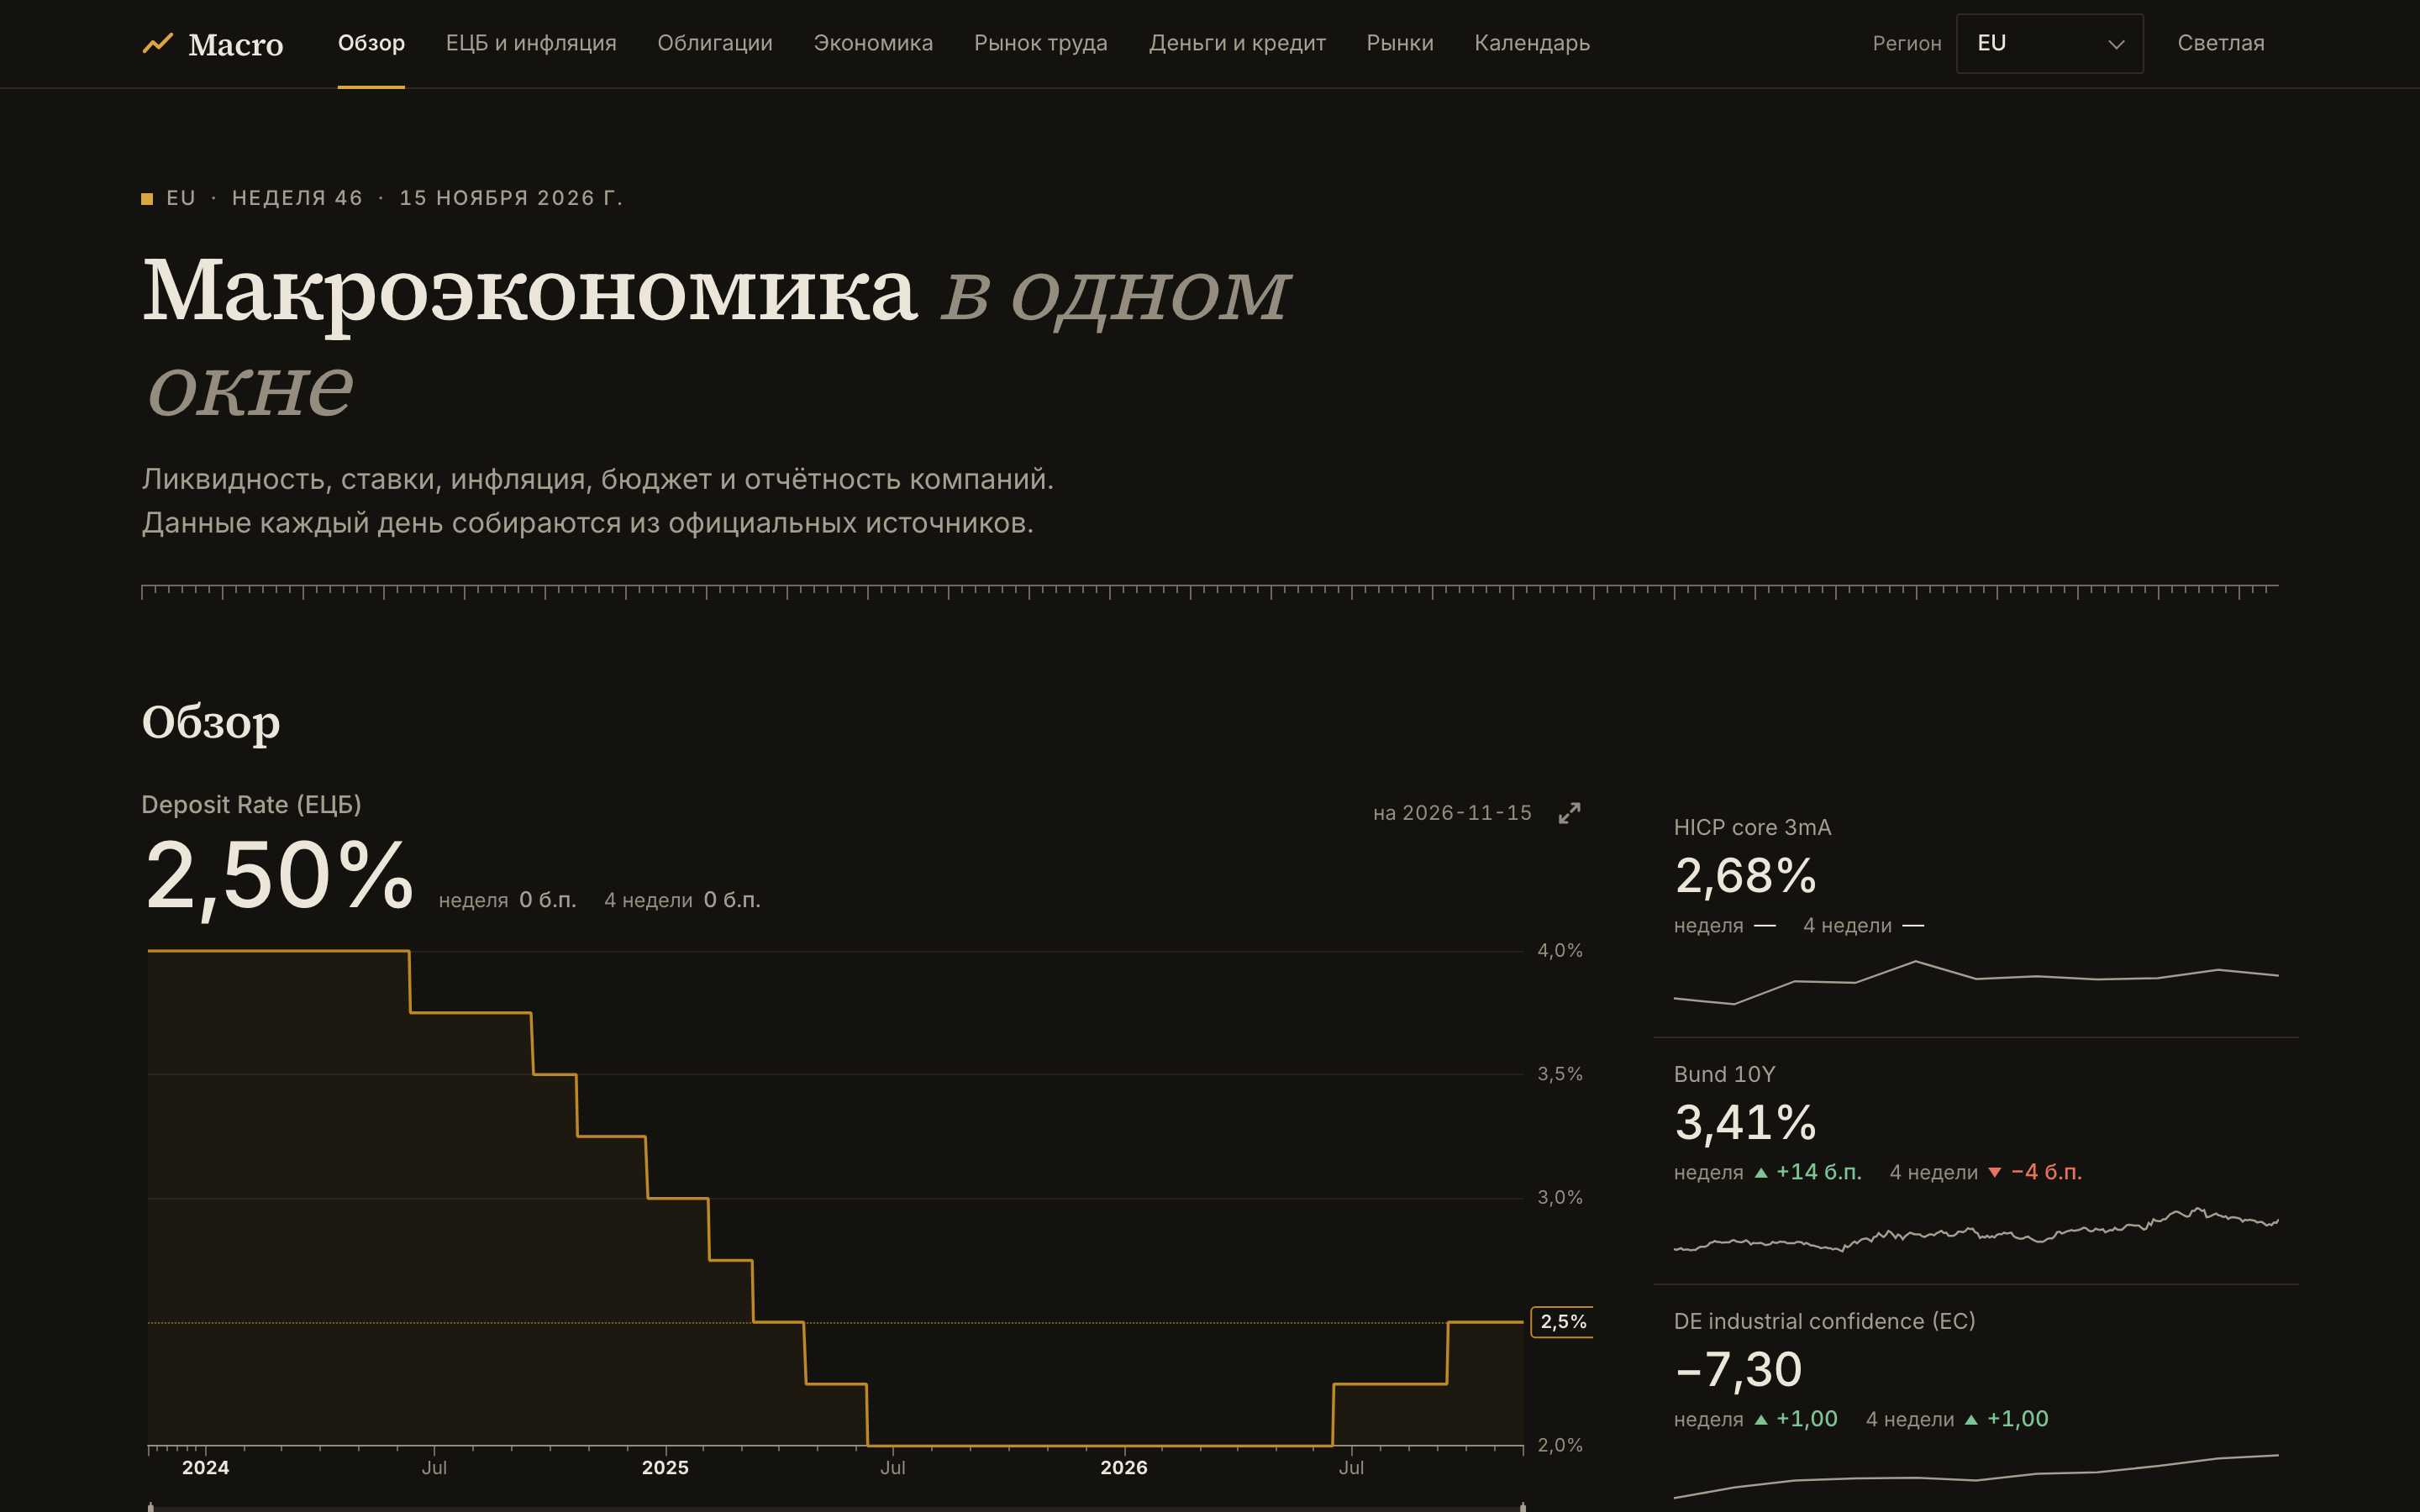 Macro
Обзор
ЕЦБ и инфляция
Облигации
Экономика
Рынок труда
Деньги и кредит
Рынки
Календарь
Регион
EU
Светлая
EU · НЕДЕЛЯ 46 · 15 НОЯБРЯ 2026 Г.
Макроэкономика в одном
окне
Ликвидность, ставки, инфляция, бюджет и отчётность компаний.
Данные каждый день собираются из официальных источников.
Обзор
Deposit Rate (ЕЦБ)
на 2026-11-15
2,50%
неделя 0 б.п. 4 недели 0 б.п.
4,0%
3,5%
3,0%
2,5%
2,0%
2024 Jul 2025 Jul 2026 Jul
HICP core 3mA
2,68%
неделя — 4 недели —
Bund 10Y
3,41%
неделя ▲ +14 б.п. 4 недели ▼ −4 б.п.
DE industrial confidence (EC)
−7,30
неделя ▲ +1,00 4 недели ▲ +1,00